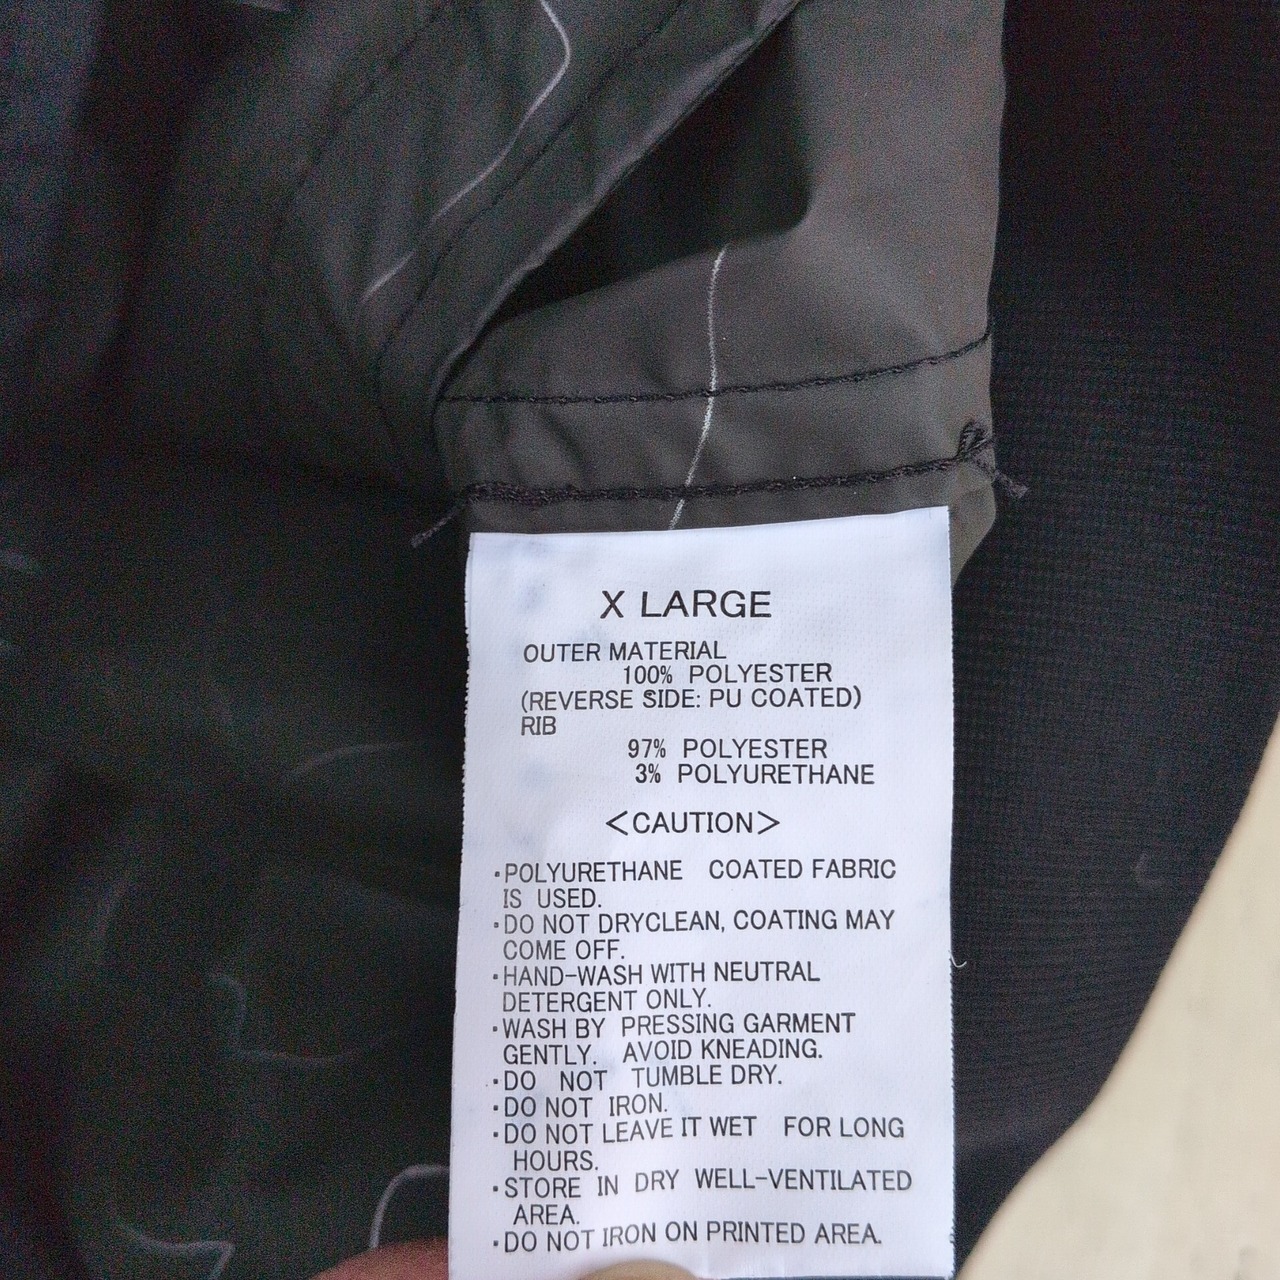 X LARGE
OUTER MATERIAL
100% POLYESTER
(REVERSE SIDE: PU COATED)
RIB
97% POLYESTER
3% POLYURETHANE
<CAUTION>
・POLYURETHANE COATED FABRIC
IS USED.
・DO NOT DRYCLEAN, COATING MAY
COME OFF.
・HAND-WASH WITH NEUTRAL
DETERGENT ONLY.
・WASH BY PRESSING GARMENT
GENTLY. AVOID KNEADING.
・DO NOT TUMBLE DRY.
・DO NOT IRON.
・DO NOT LEAVE IT WET FOR LONG
HOURS.
・STORE IN DRY WELL-VENTILATED
AREA.
・DO NOT IRON ON PRINTED AREA.